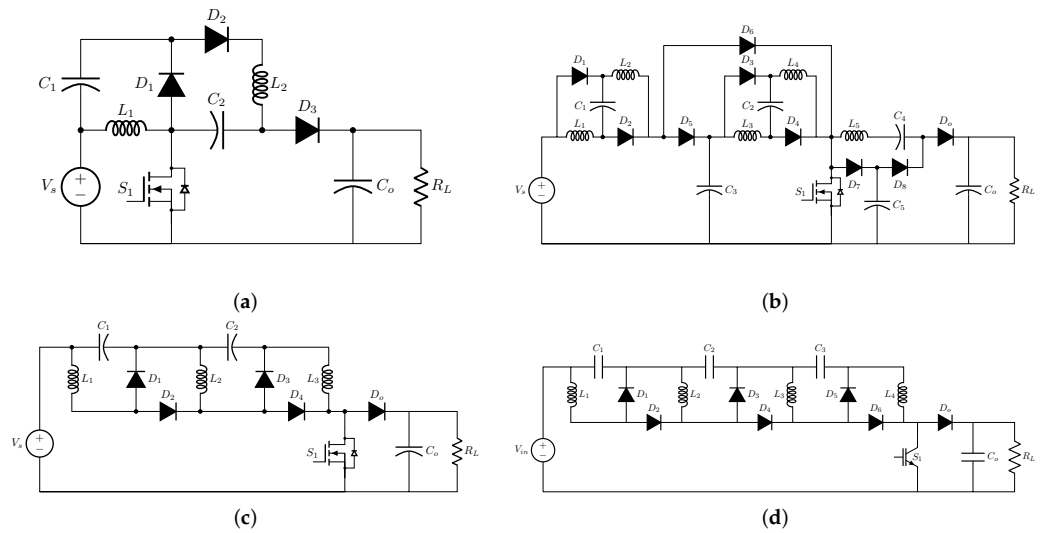 D2
C1
D1
L2
L1
C2
D3
Vs
S1
Co
RL
(a)
D6
D1
L2
D3
L4
C1
C2
L1
D2
D5
L3
D4
L5
C4
Do
Vs
C3
S1
D7
D8
C5
Co
RL
(b)
C1
C2
L1
D1
L2
D3
L3
D2
D4
Do
Vs
S1
Co
RL
(c)
C1
C2
C3
L1
D1
L2
D3
L3
D5
L4
D2
D4
D6
Do
Vin
S1
Co
RL
(d)